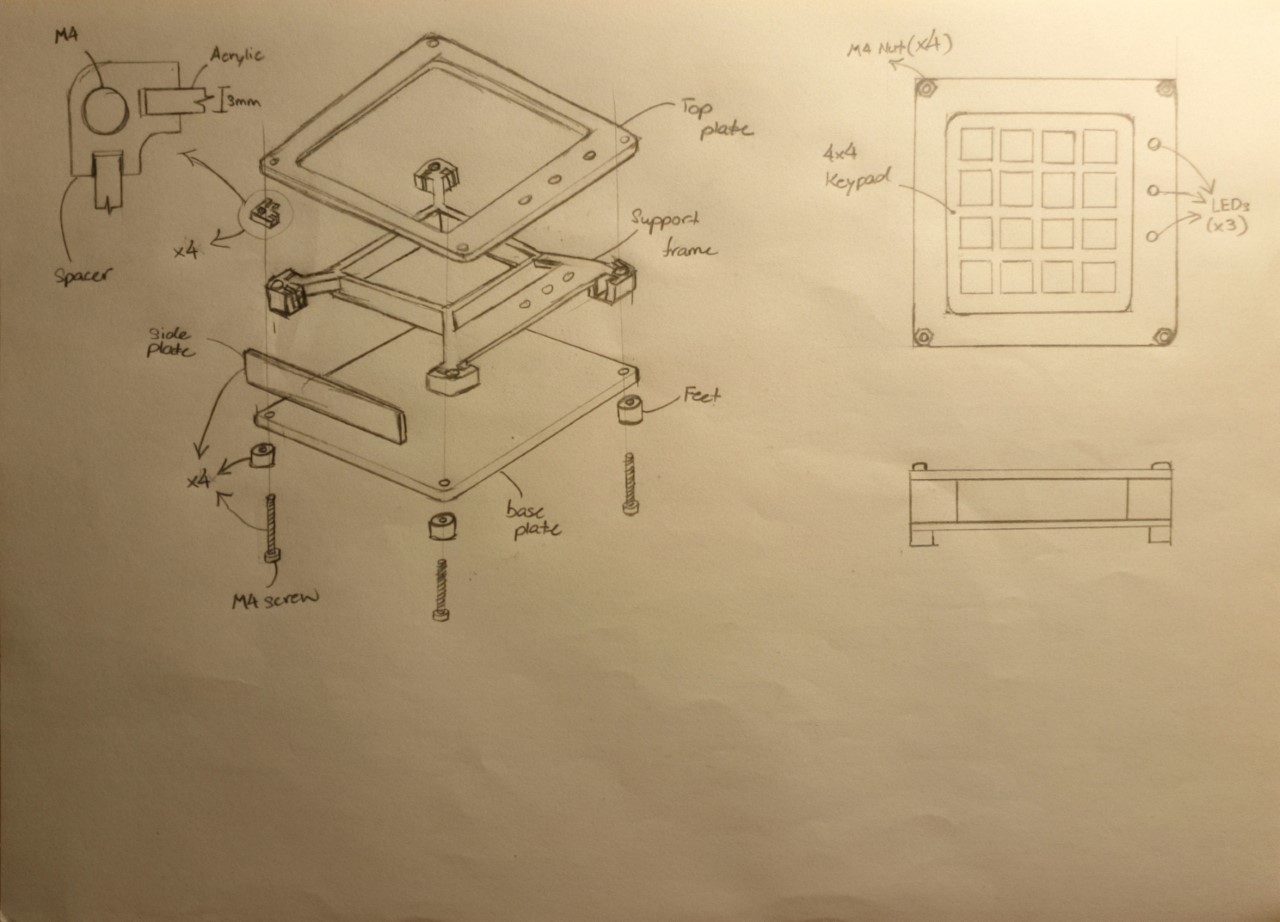 M4
Acrylic
3mm
Spacer
x4
Top
plate
Support
frame
side
plate
Feet
x4
base
plate
M4 screw
M4 Nut (x4)
4x4
Keypad
LEDs
(x3)